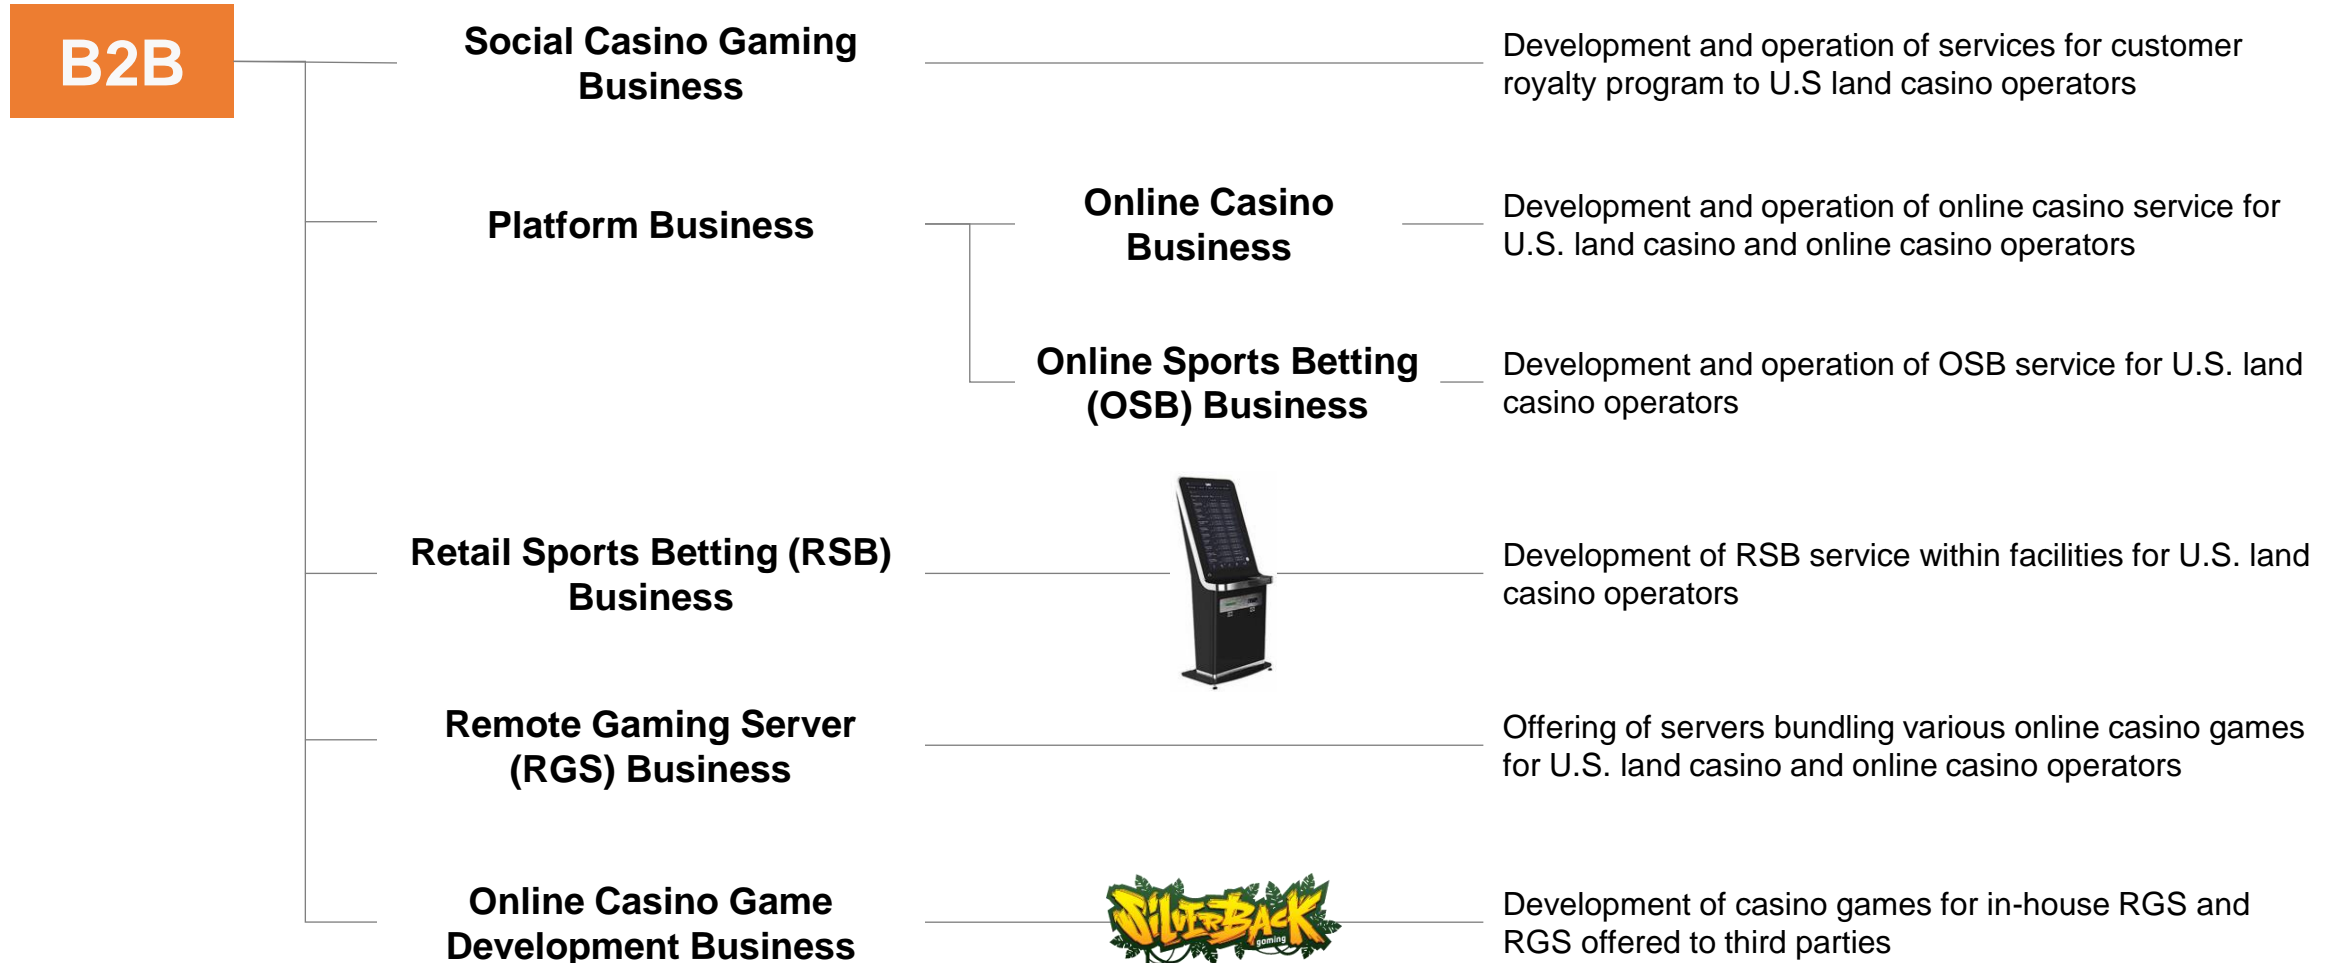 B2B
Social Casino Gaming
Business
Development and operation of services for customer
royalty program to U.S land casino operators
Platform Business
Online Casino
Business
Development and operation of online casino service for
U.S. land casino and online casino operators
Online Sports Betting
(OSB) Business
Development and operation of OSB service for U.S. land
casino operators
Retail Sports Betting (RSB)
Business
Development of RSB service within facilities for U.S. land
casino operators
Remote Gaming Server
(RGS) Business
Offering of servers bundling various online casino games
for U.S. land casino and online casino operators
Online Casino Game
Development Business
SILVERBACK
gaming
Development of casino games for in-house RGS and
RGS offered to third parties